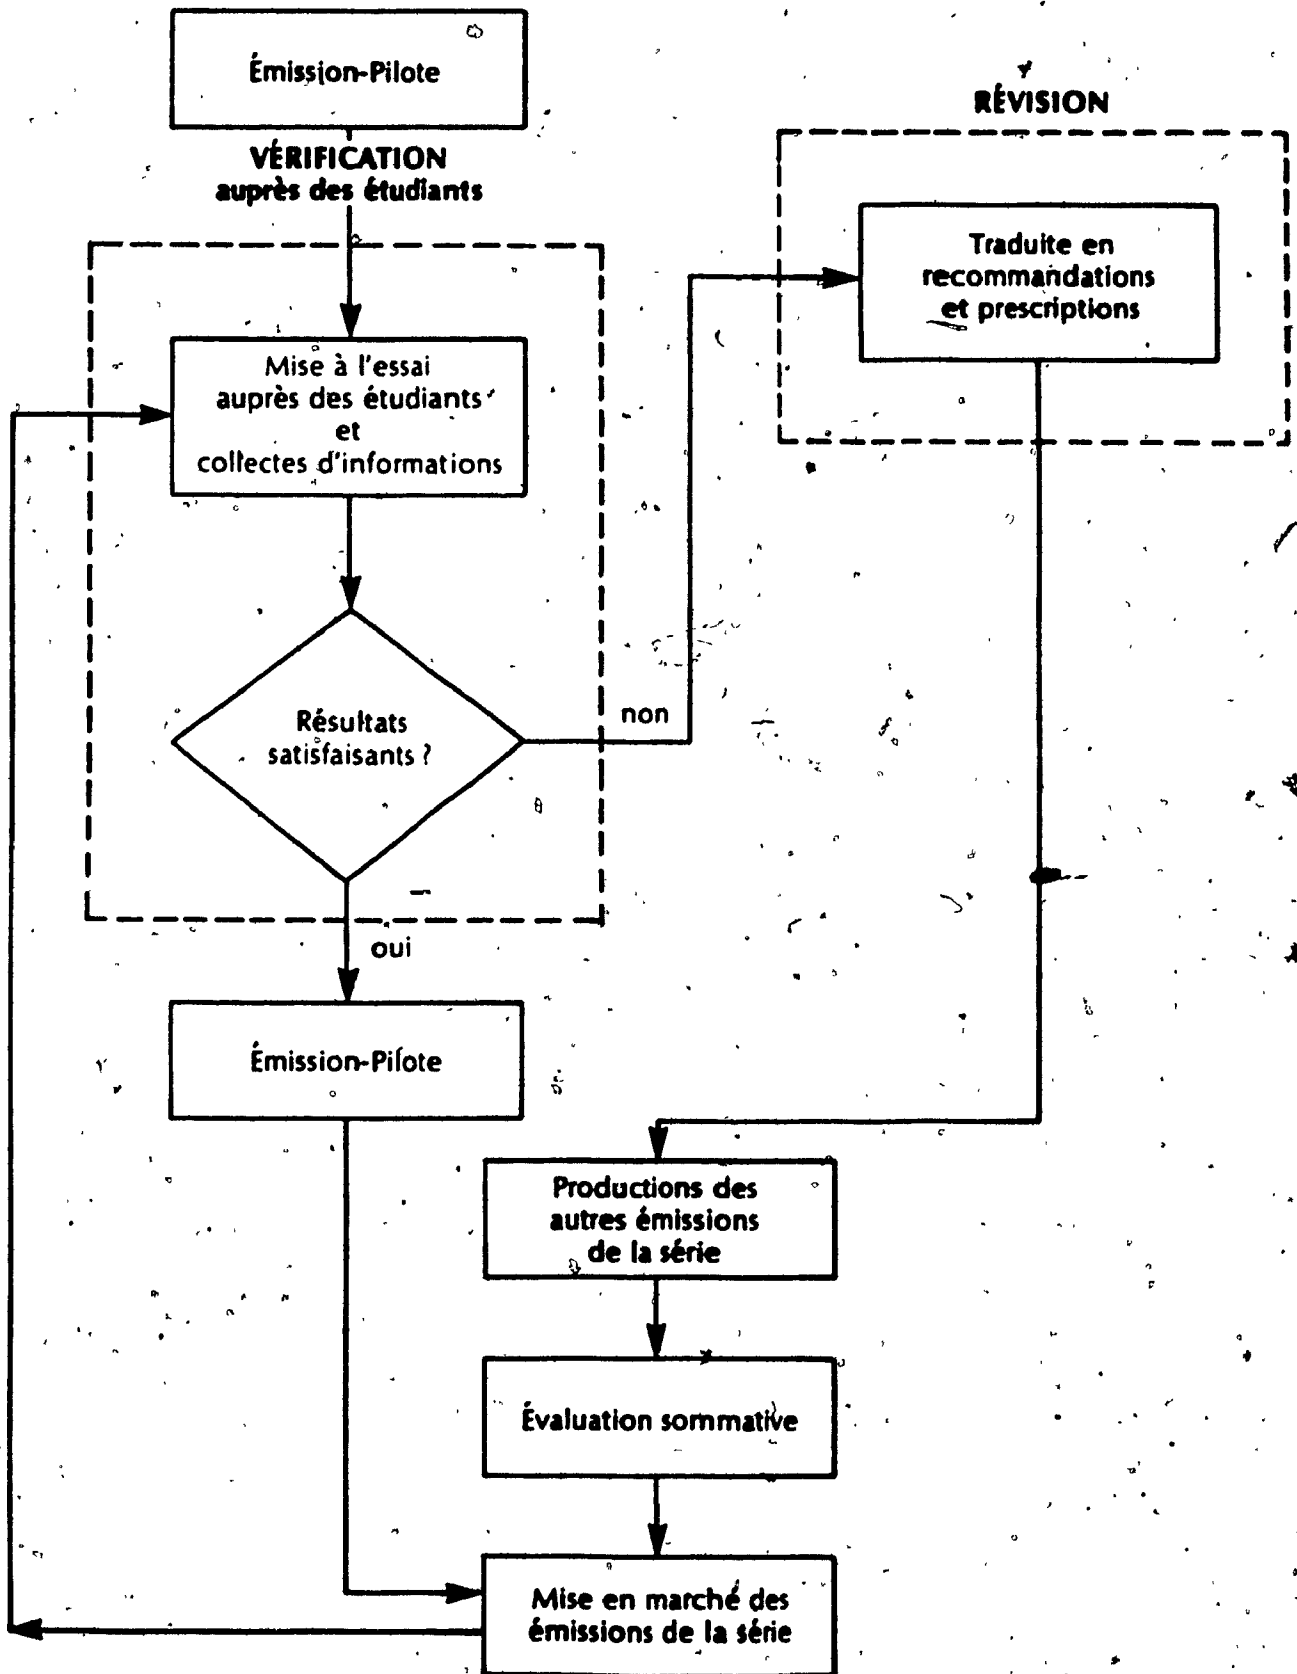 Émission-Pilote
VÉRIFICATION
auprès des étudiants
RÉVISION
Traduite en
recommandations
et prescriptions
Mise à l'essai
auprès des étudiants
et
collectes d'informations
Résultats
satisfaisants ?
non
oui
Émission-Pilote
Productions des
autres émissions
de la série
Évaluation sommative
Mise en marché des
émissions de la série